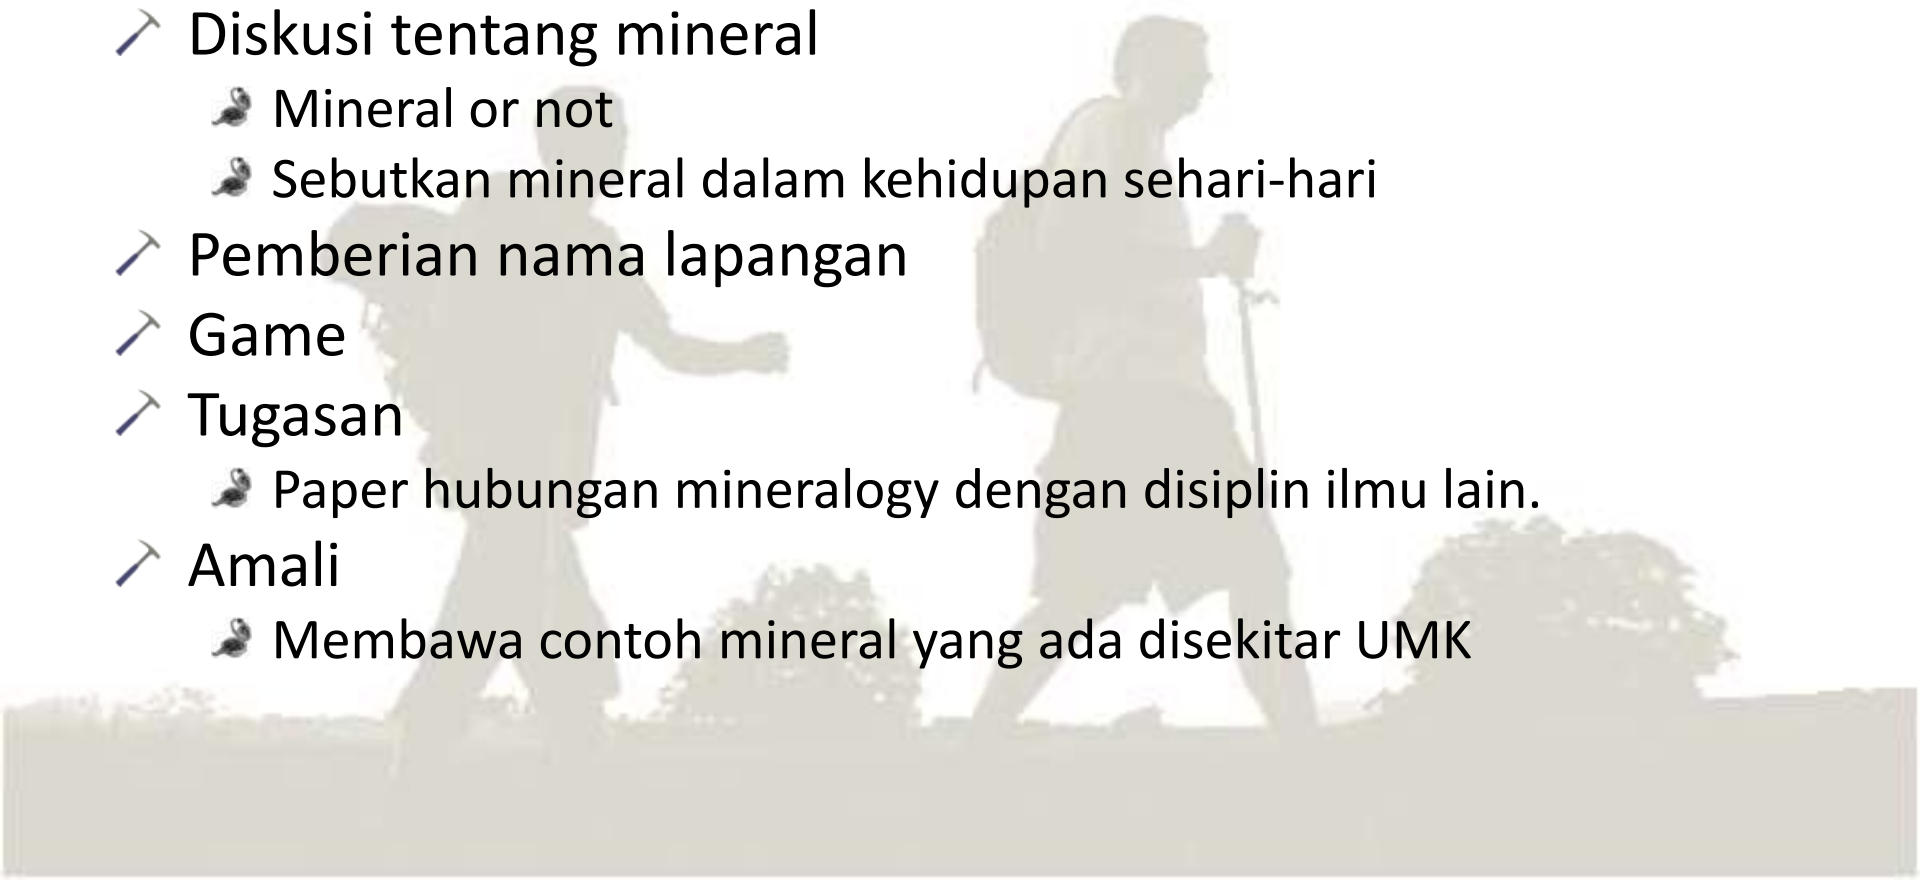 Diskusi tentang mineral
Mineral or not
Sebutkan mineral dalam kehidupan sehari-hari
Pemberian nama lapangan
Game
Tugasan
Paper hubungan mineralogy dengan disiplin ilmu lain.
Amali
Membawa contoh mineral yang ada disekitar UMK